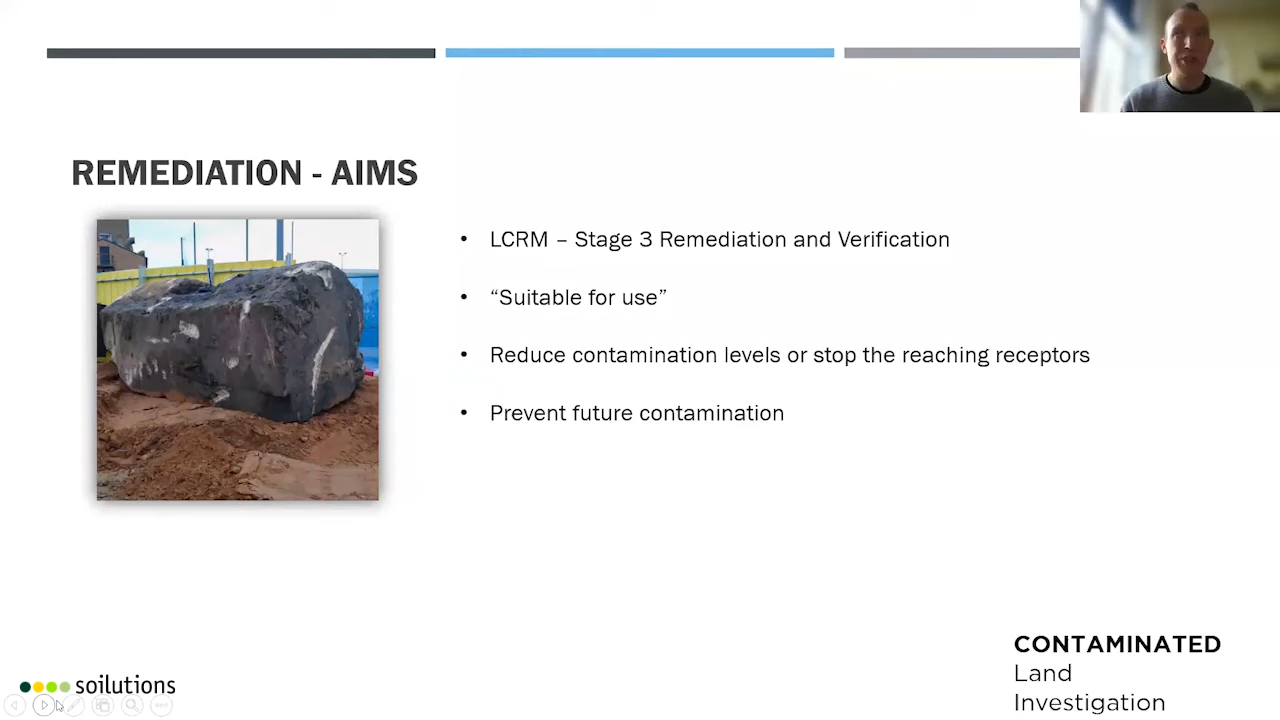 REMEDIATION - AIMS
• LCRM – Stage 3 Remediation and Verification
• “Suitable for use”
• Reduce contamination levels or stop the reaching receptors
• Prevent future contamination
soilutions
CONTAMINATED
Land
Investigation